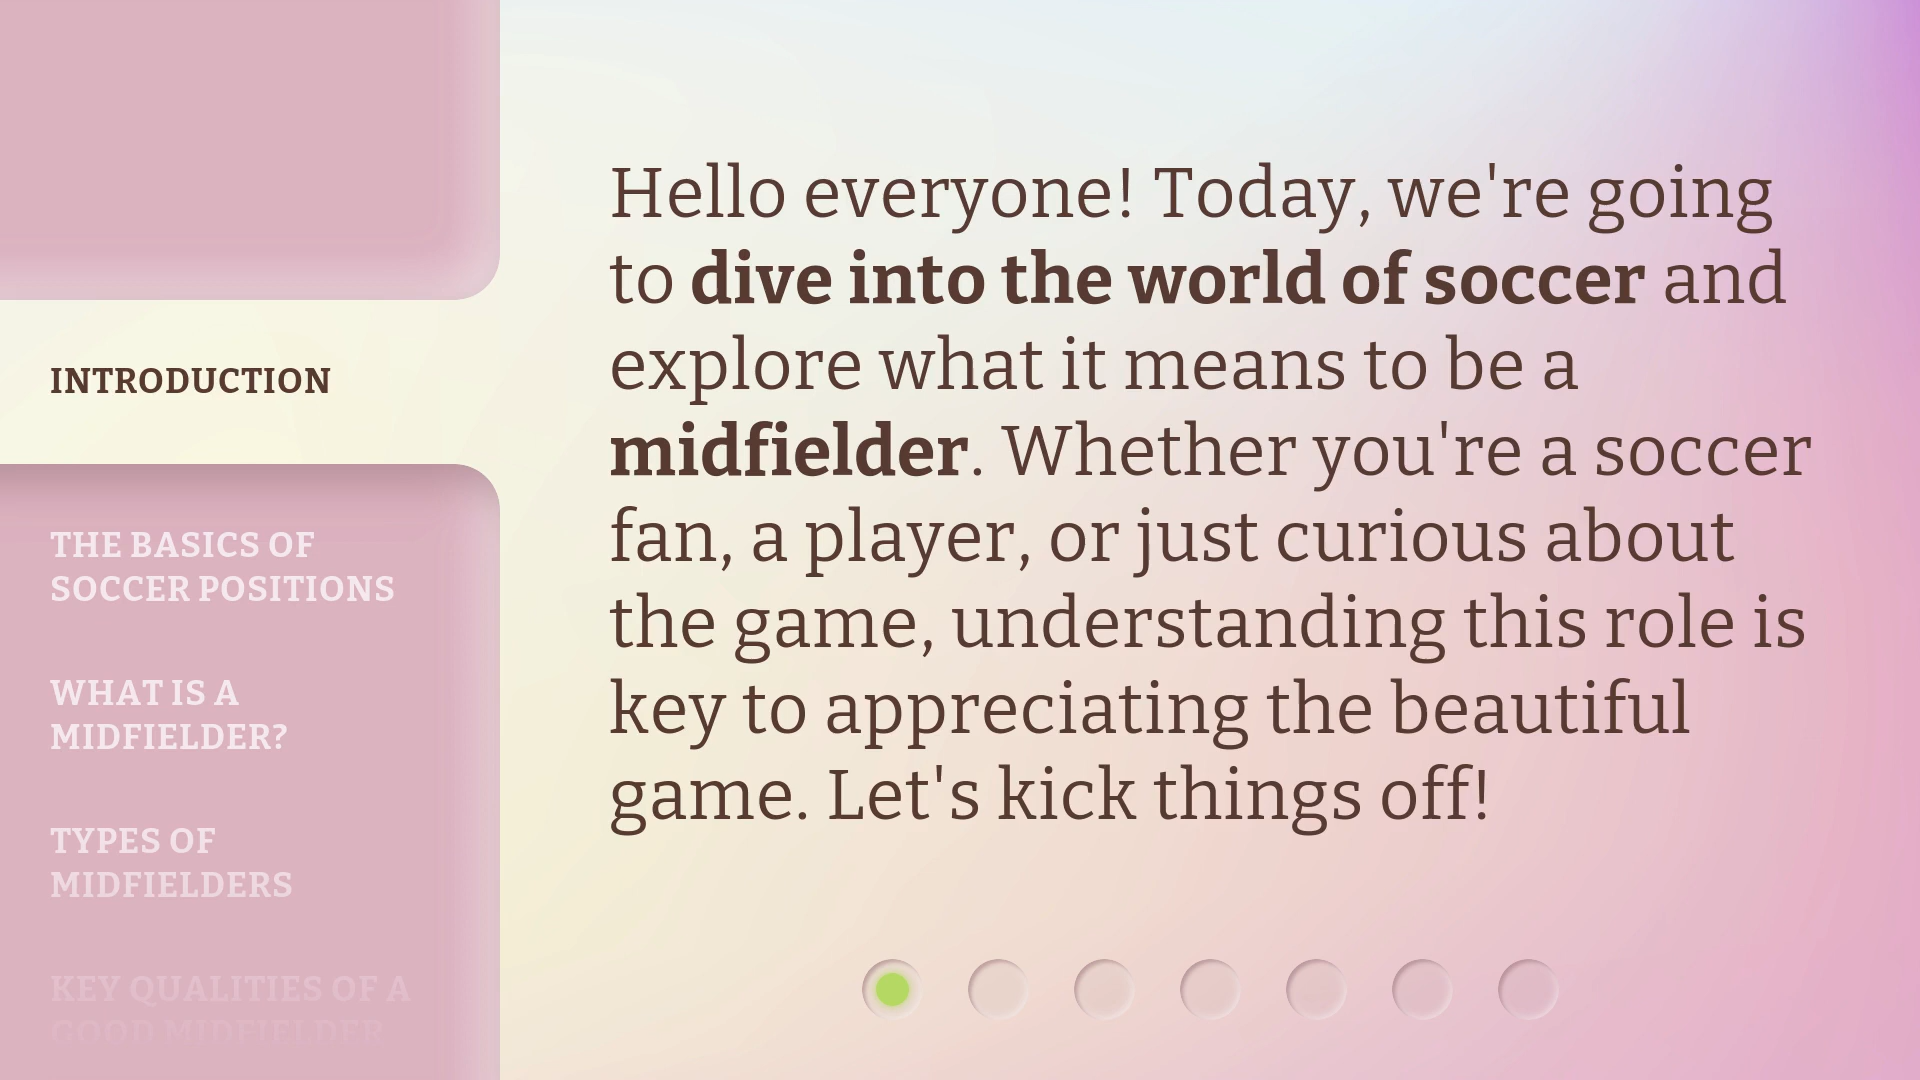 INTRODUCTION
THE BASICS OF
SOCCER POSITIONS
WHAT IS A
MIDFIELDER?
TYPES OF
MIDFIELDERS
KEY QUALITIES OF A
GOOD MIDFIELDER
Hello everyone! Today, we're going
to dive into the world of soccer and
explore what it means to be a
midfielder. Whether you're a soccer
fan, a player, or just curious about
the game, understanding this role is
key to appreciating the beautiful
game. Let's kick things off!